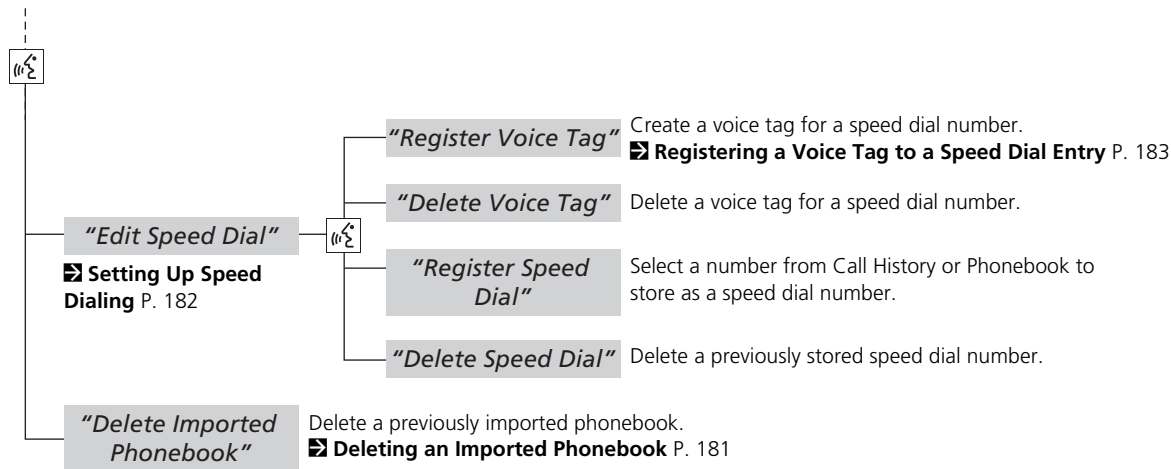 “Register Voice Tag”
Create a voice tag for a speed dial number.
Registering a Voice Tag to a Speed Dial Entry P. 183
“Delete Voice Tag”
Delete a voice tag for a speed dial number.
“Edit Speed Dial”
Setting Up Speed
Dialing P. 182
“Register Speed
Dial”
Select a number from Call History or Phonebook to
store as a speed dial number.
“Delete Speed Dial”
Delete a previously stored speed dial number.
“Delete Imported
Phonebook”
Delete a previously imported phonebook.
Deleting an Imported Phonebook P. 181